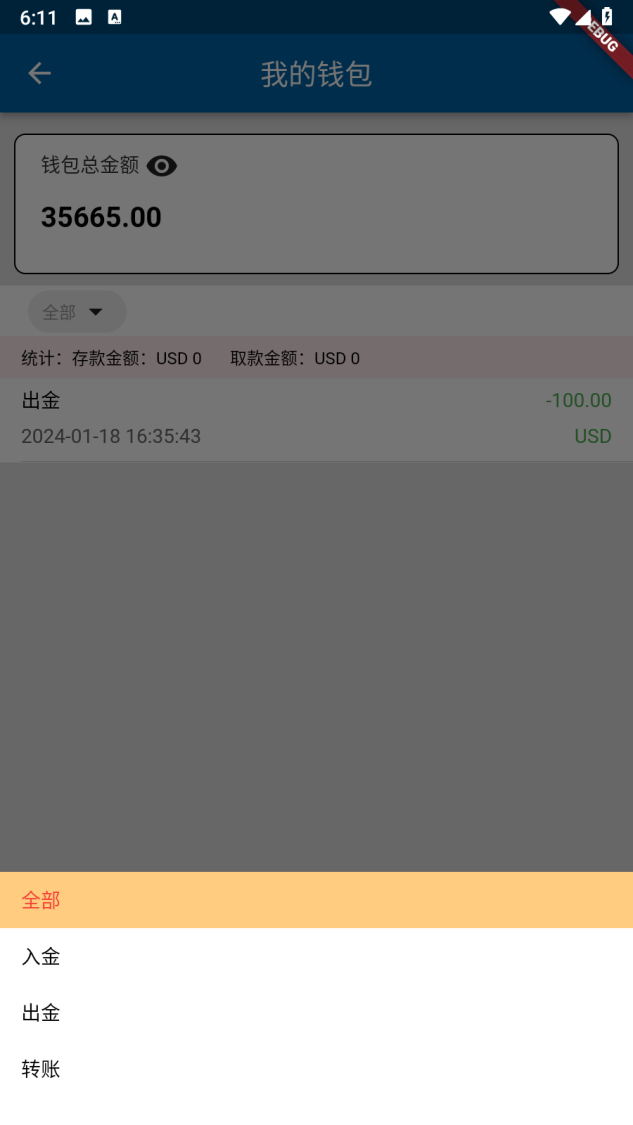 6:11
EBUG
我的钱包
钱包总金额
35665.00
全部
统计：存款金额：USD 0 取款金额：USD 0
出金 -100.00
2024-01-18 16:35:43 USD
全部
入金
出金
转账